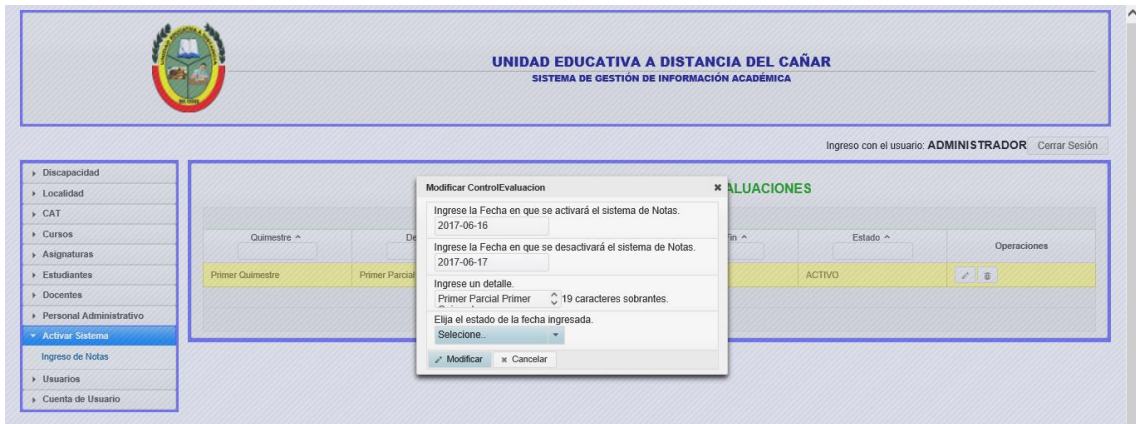 UNIDAD EDUCATIVA A DISTANCIA DEL CAÑAR
SISTEMA DE GESTIÓN DE INFORMACIÓN ACADÉMICA
Ingreso con el usuario: ADMINISTRADOR Cerrar Sesión
Discapacidad
Localidad
CAT
Cursos
Asignaturas
Estudiantes
Docentes
Personal Administrativo
Activar Sistema
Ingreso de Notas
Usuarios
Cuenta de Usuario
ALUACIONES
Quimestre De Fin Estado Operaciones
Primer Quimestre Primer Parcial ACTIVO
Modificar ControlEvaluacion
Ingrese la Fecha en que se activará el sistema de Notas.
2017-06-16
Ingrese la Fecha en que se desactivará el sistema de Notas.
2017-06-17
Ingrese un detalle.
Primer Parcial Primer 19 caracteres sobrantes.
Elija el estado de la fecha ingresada.
Selecione..
Modificar Cancelar